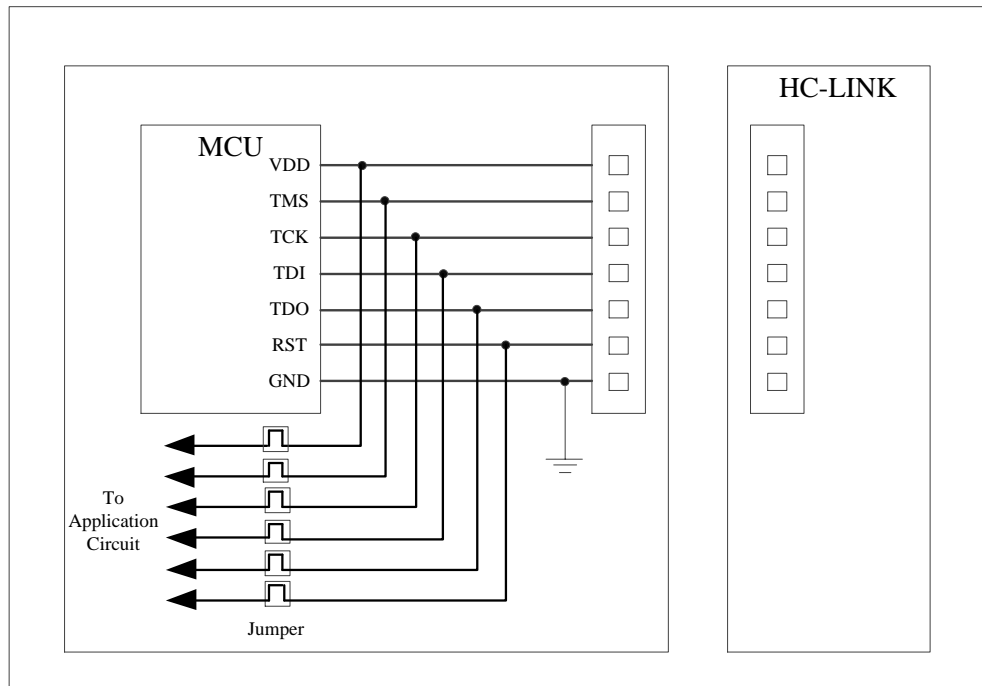 HC-LINK
MCU
VDD
TMS
TCK
TDI
TDO
RST
GND
To
Application
Circuit
Jumper